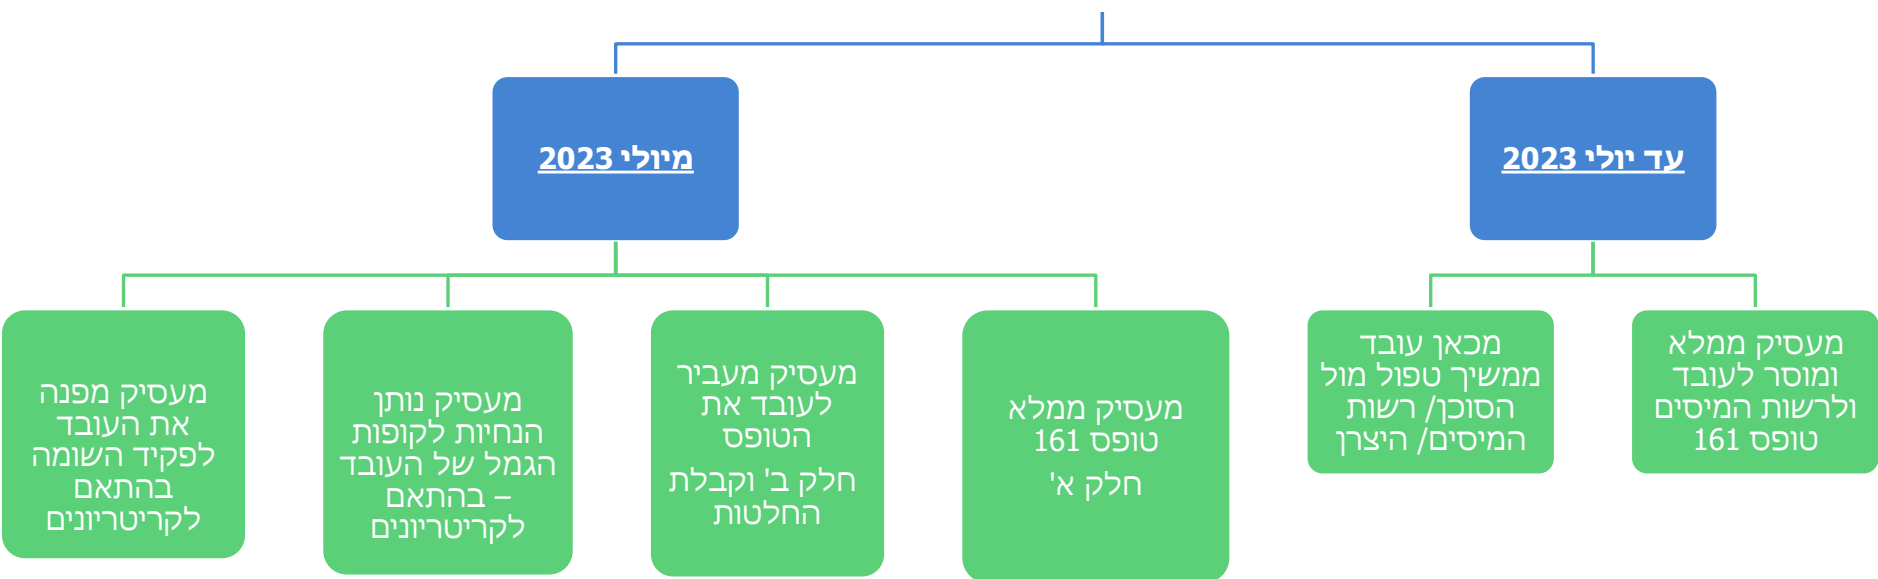 עד יולי 2023
מעסיק ממלא
ומוסר לעובד
ולרשות המיסים
טופס 161
מכאן עובד
ממשיך טפול מול
הסוכן/ רשות
המיסים/ היצרן
מיולי 2023
מעסיק ממלא
טופס 161
חלק א'
מעסיק מעביר
לעובד את
הטופס
חלק ב' וקבלת
החלטות
מעסיק נותן
הנחיות לקופות
הגמל של העובד
– בהתאם
לקריטריונים
מעסיק מפנה
את העובד
לפקיד השומה
בהתאם
לקריטריונים